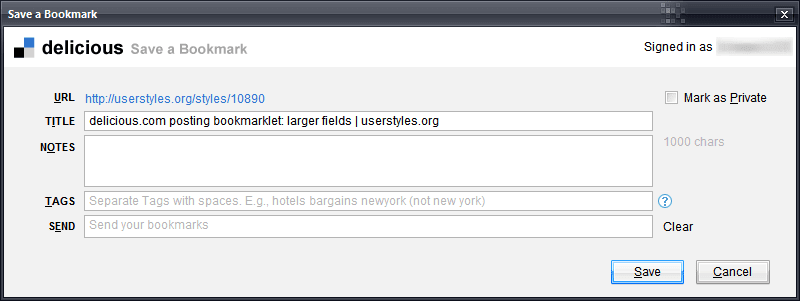 Save a Bookmark
delicious Save a Bookmark
Signed in as
URL http://userstyles.org/styles/10890
Mark as Private
TITLE delicious.com posting bookmarklet: larger fields | userstyles.org
NOTES
1000 chars
TAGS Separate Tags with spaces. E.g., hotels bargains newyork (not new york) ?
SEND Send your bookmarks
Clear
Save Cancel